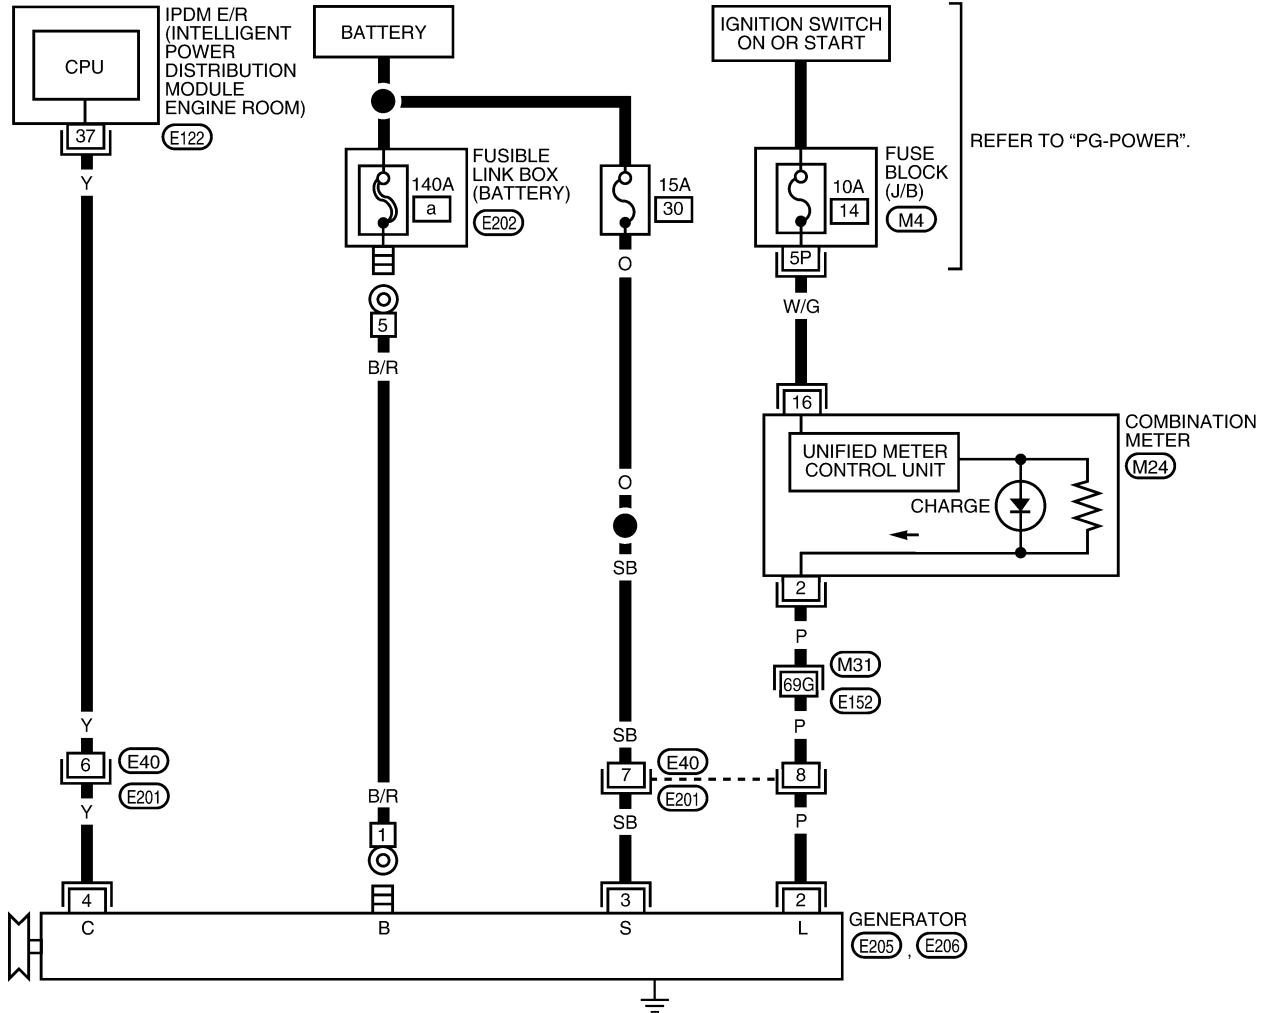 IPDM E/R
(INTELLIGENT
POWER
DISTRIBUTION
MODULE
ENGINE ROOM)
CPU
37
E122
Y
BATTERY
FUSIBLE
LINK BOX
(BATTERY)
140A
a
E202
15A
30
IGNITION SWITCH
ON OR START
FUSE
BLOCK
(J/B)
10A
14
M4
REFER TO “PG-POWER”.
5P
O
W/G
5
B/R
16
COMBINATION
METER
M24
UNIFIED METER
CONTROL UNIT
CHARGE
O
SB
2
P
M31
69G
E152
Y
SB
P
6
E40
E201
7
E40
E201
8
B/R
Y
SB
P
1
4
3
2
C
B
S
L
GENERATOR
E205 , E206